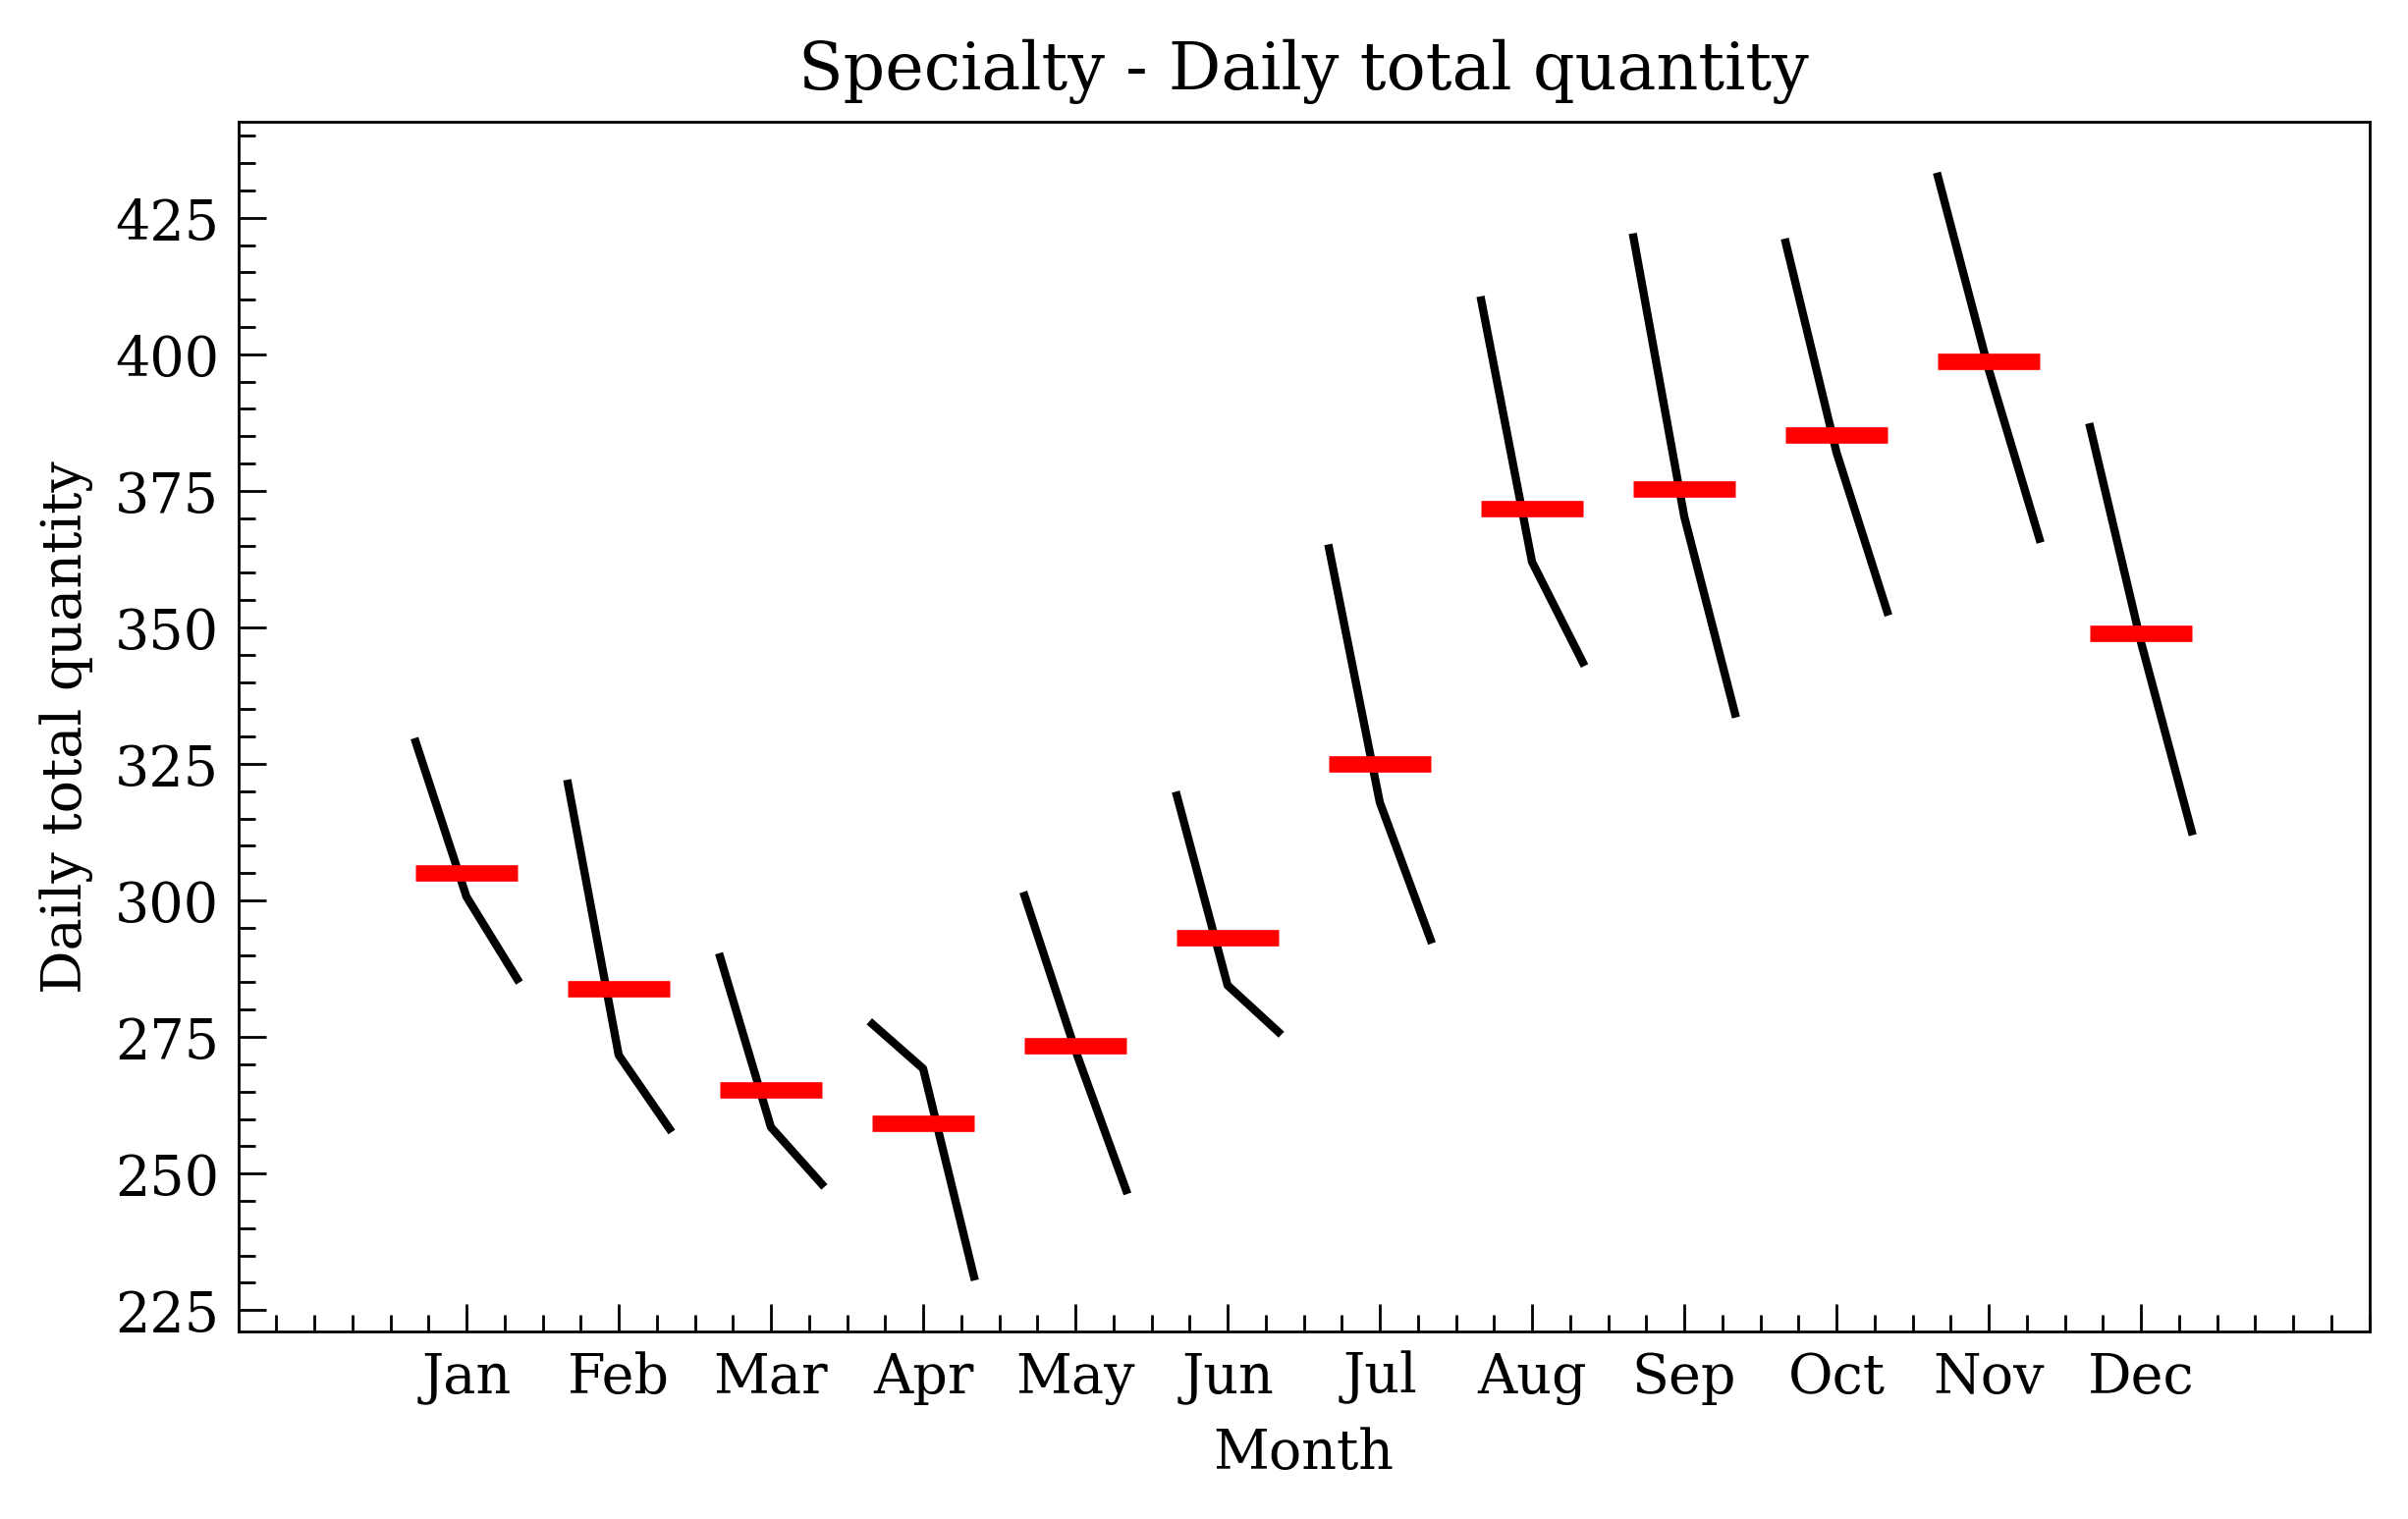 Specialty - Daily total quantity
Daily total quantity
425
400
375
350
325
300
275
250
225
Jan Feb Mar Apr May Jun Jul Aug Sep Oct Nov Dec
Month